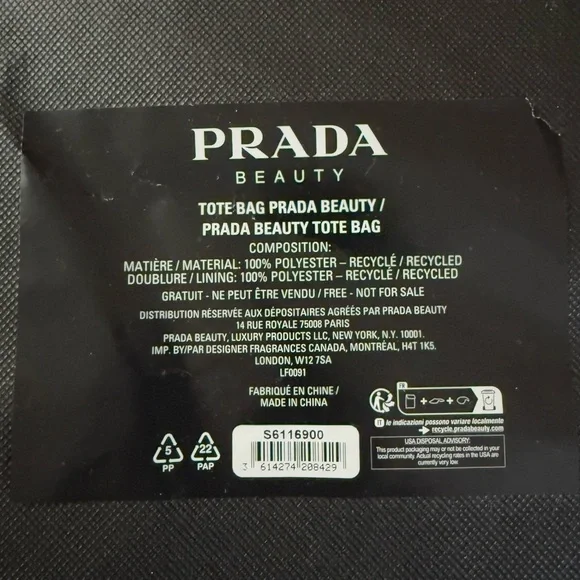 PRADA
BEAUTY
TOTE BAG PRADA BEAUTY /
PRADA BEAUTY TOTE BAG
COMPOSITION:
MATIÈRE / MATERIAL: 100% POLYESTER – RECYCLÉ / RECYCLED
DOUBLURE / LINING: 100% POLYESTER – RECYCLÉ / RECYCLED
GRATUIT - NE PEUT ÊTRE VENDU / FREE - NOT FOR SALE
DISTRIBUTION RÉSERVÉE AUX DÉPOSITAIRES AGRÉÉS PAR PRADA BEAUTY
14 RUE ROYALE 75008 PARIS
PRADA BEAUTY, LUXURY PRODUCTS LLC, NEW YORK, N.Y. 10001.
IMP. BY/PAR DESIGNER FRAGRANCES CANADA, MONTRÉAL, H4T 1K5.
LONDON, W12 7SA
LF0091
FABRIQUÉ EN CHINE /
MADE IN CHINA
5
PP
22
PAP
S6116900
3 614274 208429
FR
IT le indicazioni possono variare localmente
recycle.pradabeauty.com
USA DISPOSAL ADVISORY:
This product packaging may or may not be collected in your
local community. Actual recycling rates in the USA are
currently very low.